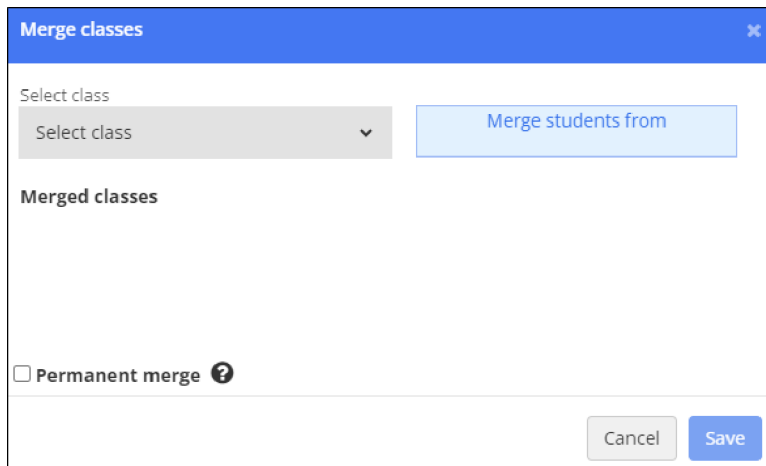 Merge classes
Select class
Select class
Merge students from
Merged classes
Permanent merge
Cancel
Save